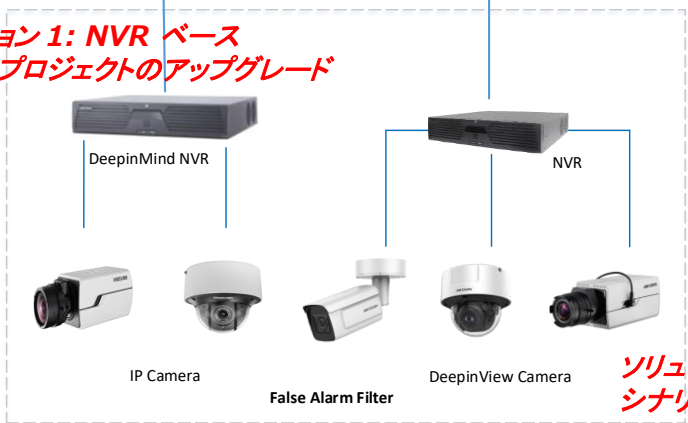 ョン 1: NVR ベース
プロジェクトのアップグレード
DeepinMind NVR
NVR
IP Camera
DeepinView Camera
False Alarm Filter
ソリュ
シナリ